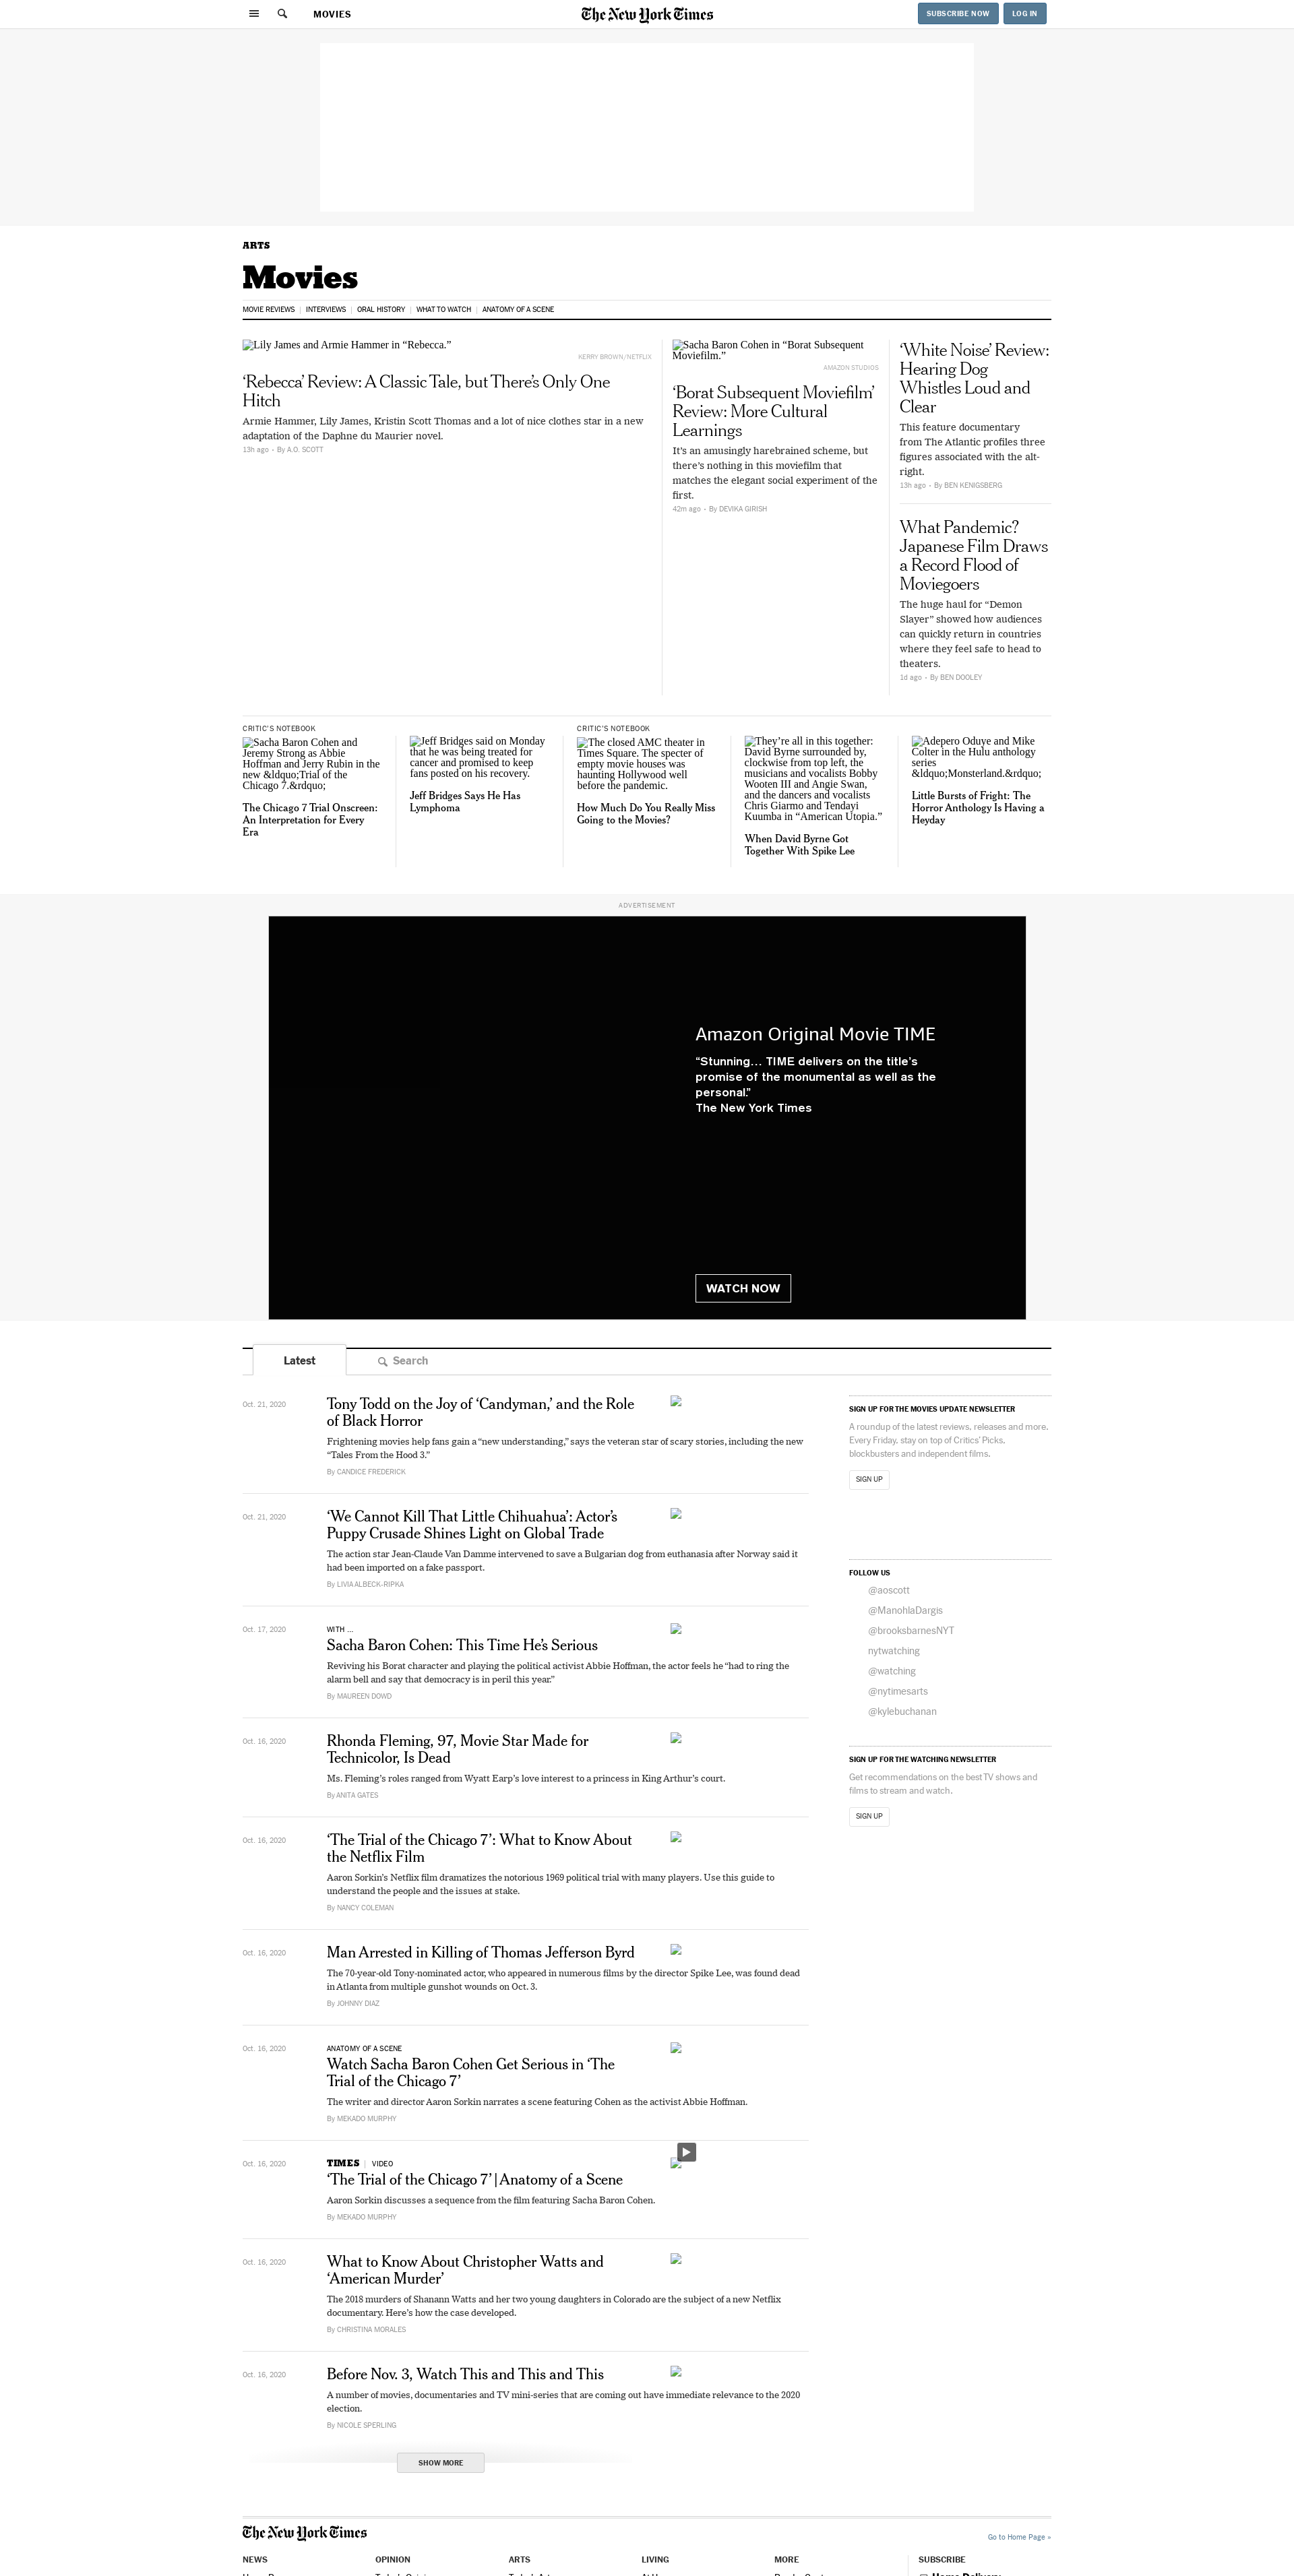 MOVIES
The New York Times
SUBSCRIBE NOW
LOG IN
ARTS
Movies
MOVIE REVIEWS | INTERVIEWS | ORAL HISTORY | WHAT TO WATCH | ANATOMY OF A SCENE
Lily James and Armie Hammer in “Rebecca.”
KERRY BROWN/NETFLIX
‘Rebecca’ Review: A Classic Tale, but There’s Only One
Hitch
Armie Hammer, Lily James, Kristin Scott Thomas and a lot of nice clothes star in a new
adaptation of the Daphne du Maurier novel.
13h ago - By A.O. SCOTT
Sacha Baron Cohen in “Borat Subsequent
Moviefilm.”
AMAZON STUDIOS
‘Borat Subsequent Moviefilm’
Review: More Cultural
Learnings
It’s an amusingly harebrained scheme, but
there’s nothing in this moviefilm that
matches the elegant social experiment of the
first.
42m ago - By DEVIKA GIRISH
‘White Noise’ Review:
Hearing Dog
Whistles Loud and
Clear
This feature documentary
from The Atlantic profiles three
figures associated with the alt-
right.
13h ago - By BEN KENIGSBERG
What Pandemic?
Japanese Film Draws
a Record Flood of
Moviegoers
The huge haul for “Demon
Slayer” showed how audiences
can quickly return in countries
where they feel safe to head to
theaters.
1d ago - By BEN DOOLEY
CRITIC’S NOTEBOOK
Sacha Baron Cohen and
Jeremy Strong as Abbie
Hoffman and Jerry Rubin in the
new &ldquo;Trial of the
Chicago 7.&rdquo;
The Chicago 7 Trial Onscreen:
An Interpretation for Every
Era
Jeff Bridges said on Monday
that he was being treated for
cancer and promised to keep
fans posted on his recovery.
Jeff Bridges Says He Has
Lymphoma
CRITIC’S NOTEBOOK
The closed AMC theater in
Times Square. The specter of
empty movie houses was
haunting Hollywood well
before the pandemic.
How Much Do You Really Miss
Going to the Movies?
They’re all in this together:
David Byrne surrounded by,
clockwise from top left, the
musicians and vocalists Bobby
Wooten III and Angie Swan,
and the dancers and vocalists
Chris Giarmo and Tendayi
Kuumba in “American Utopia.”
When David Byrne Got
Together With Spike Lee
Adepero Oduye and Mike
Colter in the Hulu anthology
series
&ldquo;Monsterland.&rdquo;
Little Bursts of Fright: The
Horror Anthology Is Having a
Heyday
ADVERTISEMENT
Amazon Original Movie TIME
“Stunning... TIME delivers on the title’s
promise of the monumental as well as the
personal.”
The New York Times
WATCH NOW
Latest
Search
Oct. 21, 2020
Tony Todd on the Joy of ‘Candyman,’ and the Role
of Black Horror
Frightening movies help fans gain a “new understanding,” says the veteran star of scary stories, including the new
“Tales From the Hood 3.”
By CANDICE FREDERICK
Oct. 21, 2020
‘We Cannot Kill That Little Chihuahua’: Actor’s
Puppy Crusade Shines Light on Global Trade
The action star Jean-Claude Van Damme intervened to save a Bulgarian dog from euthanasia after Norway said it
had been imported on a fake passport.
By LIVIA ALBECK-RIPKA
Oct. 17, 2020
WITH ...
Sacha Baron Cohen: This Time He’s Serious
Reviving his Borat character and playing the political activist Abbie Hoffman, the actor feels he “had to ring the
alarm bell and say that democracy is in peril this year.”
By MAUREEN DOWD
Oct. 16, 2020
Rhonda Fleming, 97, Movie Star Made for
Technicolor, Is Dead
Ms. Fleming’s roles ranged from Wyatt Earp’s love interest to a princess in King Arthur’s court.
By ANITA GATES
Oct. 16, 2020
‘The Trial of the Chicago 7’: What to Know About
the Netflix Film
Aaron Sorkin’s Netflix film dramatizes the notorious 1969 political trial with many players. Use this guide to
understand the people and the issues at stake.
By NANCY COLEMAN
Oct. 16, 2020
Man Arrested in Killing of Thomas Jefferson Byrd
The 70-year-old Tony-nominated actor, who appeared in numerous films by the director Spike Lee, was found dead
in Atlanta from multiple gunshot wounds on Oct. 3.
By JOHNNY DIAZ
Oct. 16, 2020
ANATOMY OF A SCENE
Watch Sacha Baron Cohen Get Serious in ‘The
Trial of the Chicago 7’
The writer and director Aaron Sorkin narrates a scene featuring Cohen as the activist Abbie Hoffman.
By MEKADO MURPHY
Oct. 16, 2020
TIMES | VIDEO
‘The Trial of the Chicago 7’ | Anatomy of a Scene
Aaron Sorkin discusses a sequence from the film featuring Sacha Baron Cohen.
By MEKADO MURPHY
Oct. 16, 2020
What to Know About Christopher Watts and
‘American Murder’
The 2018 murders of Shanann Watts and her two young daughters in Colorado are the subject of a new Netflix
documentary. Here’s how the case developed.
By CHRISTINA MORALES
Oct. 16, 2020
Before Nov. 3, Watch This and This and This
A number of movies, documentaries and TV mini-series that are coming out have immediate relevance to the 2020
election.
By NICOLE SPERLING
SHOW MORE
SIGN UP FOR THE MOVIES UPDATE NEWSLETTER
A roundup of the latest reviews, releases and more.
Every Friday, stay on top of Critics’ Picks,
blockbusters and independent films.
SIGN UP
FOLLOW US
@aoscott
@ManohlaDargis
@brooksbarnesNYT
nytwatching
@watching
@nytimesarts
@kylebuchanan
SIGN UP FOR THE WATCHING NEWSLETTER
Get recommendations on the best TV shows and
films to stream and watch.
SIGN UP
The New York Times
Go to Home Page »
NEWS
OPINION
ARTS
LIVING
MORE
SUBSCRIBE